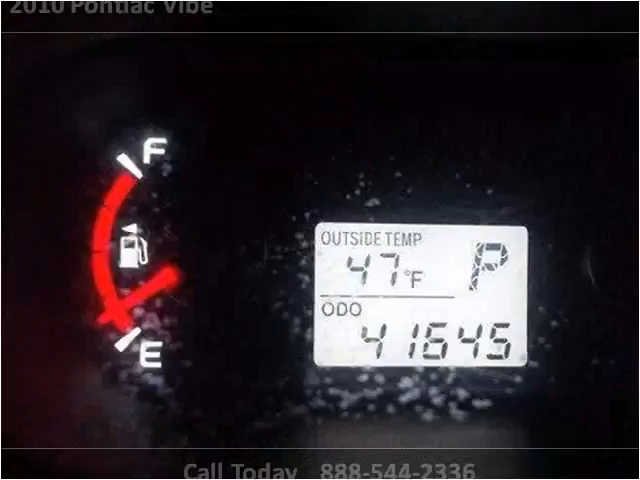 2010 Pontiac Vibe
F
OUTSIDE TEMP
47°F P
ODO
41645
E
Call Today 888-544-2336